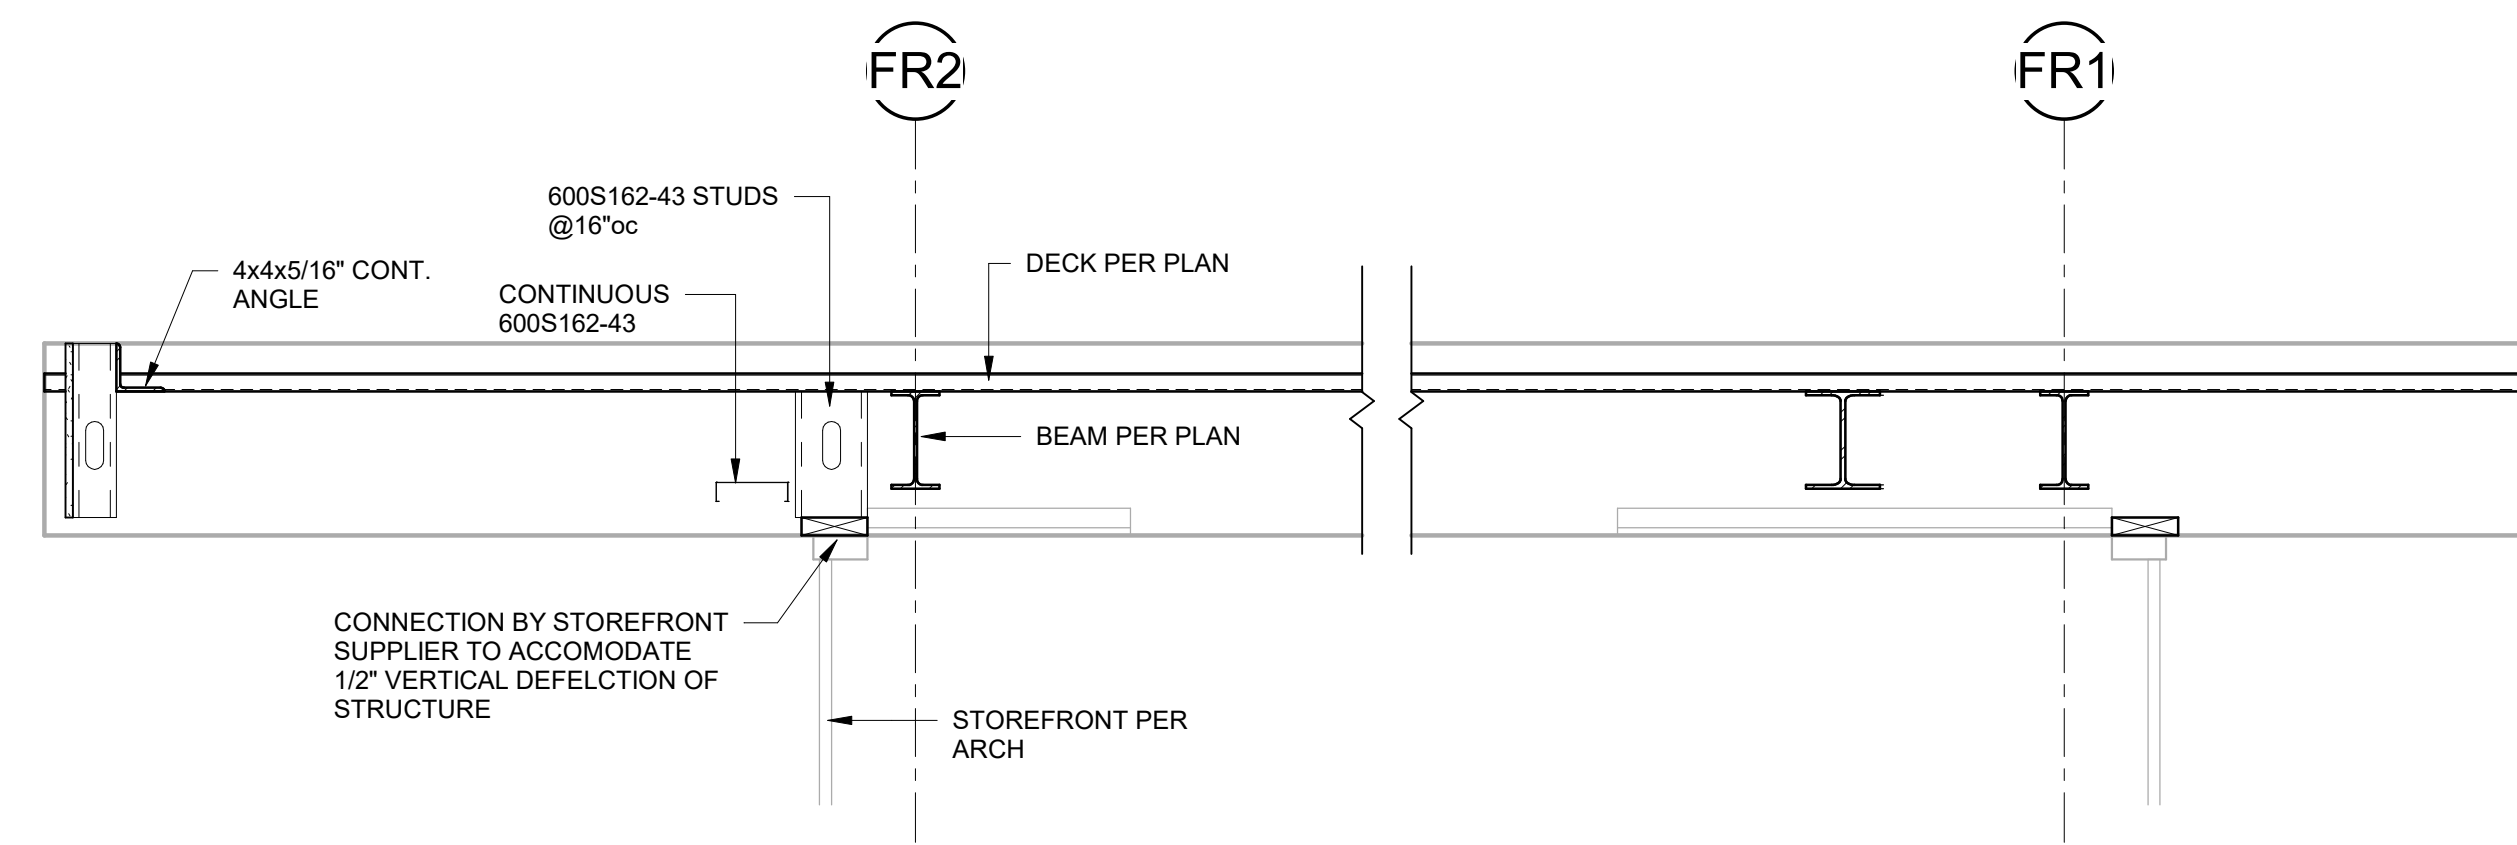 FR2
FR1
600S162-43 STUDS
@16"oc
4x4x5/16" CONT.
ANGLE
CONTINUOUS
600S162-43
DECK PER PLAN
BEAM PER PLAN
CONNECTION BY STOREFRONT
SUPPLIER TO ACCOMODATE
1/2" VERTICAL DEFELCTION OF
STRUCTURE
STOREFRONT PER
ARCH